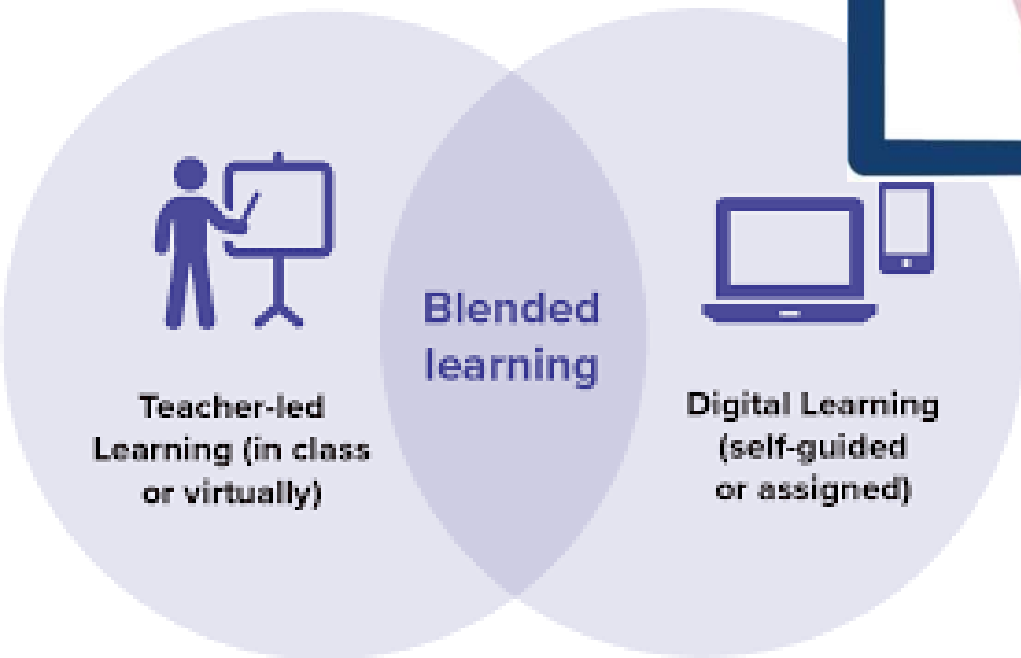 Teacher-led
Learning (in class
or virtually)
Blended
learning
Digital Learning
(self-guided
or assigned)